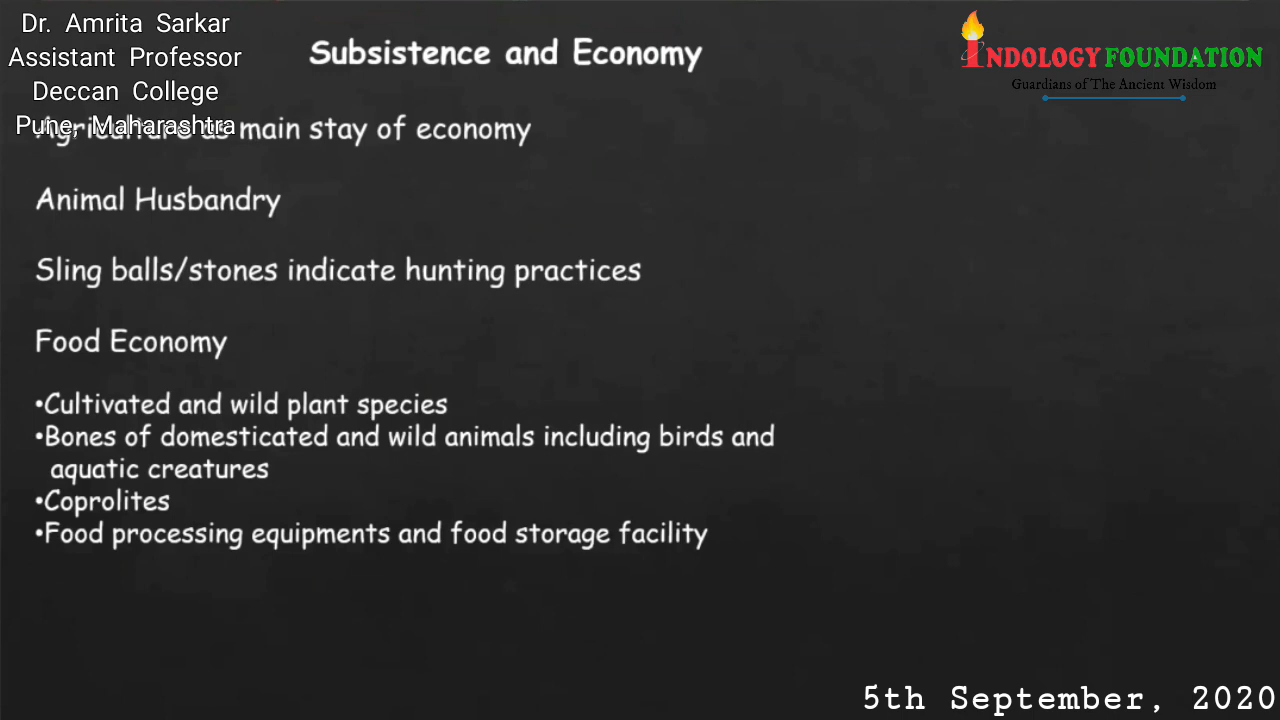 Dr. Amrita Sarkar
Assistant Professor
Deccan College
Pune, Maharashtra
Subsistence and Economy
INDOLOGY FOUNDATION
Guardians of The Ancient Wisdom
Agriculture as main stay of economy
Animal Husbandry
Sling balls/stones indicate hunting practices
Food Economy
•Cultivated and wild plant species
•Bones of domesticated and wild animals including birds and
aquatic creatures
•Coprolites
•Food processing equipments and food storage facility
5th September, 2020